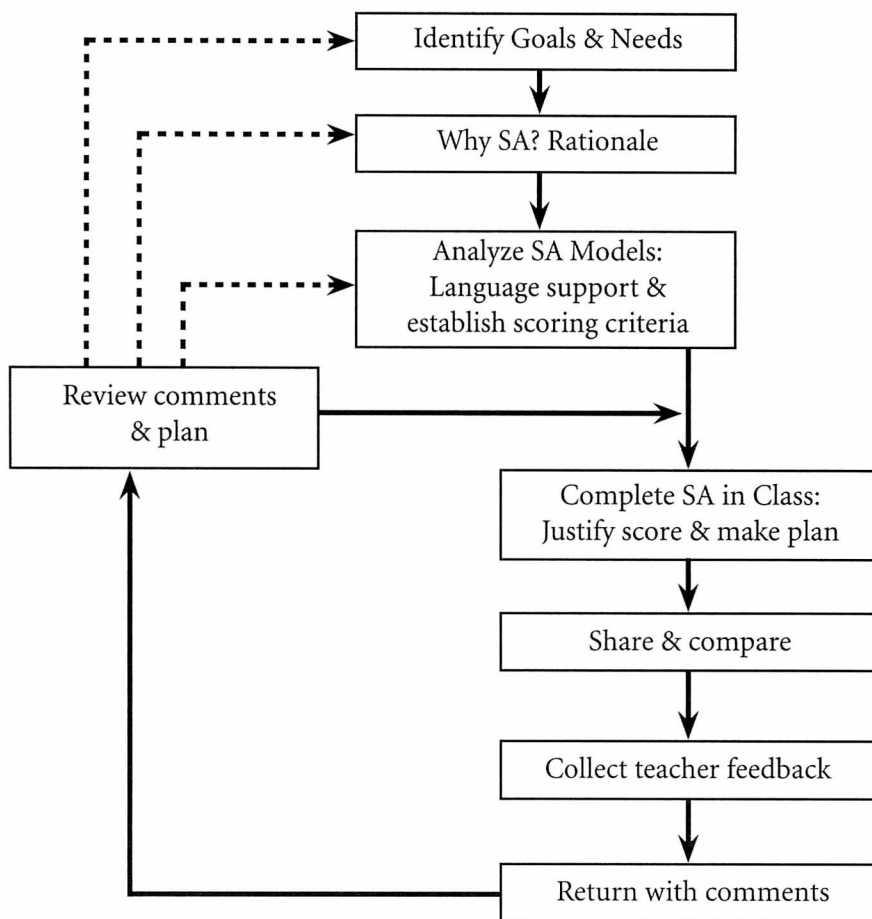 Identify Goals & Needs
Why SA? Rationale
Analyze SA Models:
Language support &
establish scoring criteria
Review comments
& plan
Complete SA in Class:
Justify score & make plan
Share & compare
Collect teacher feedback
Return with comments